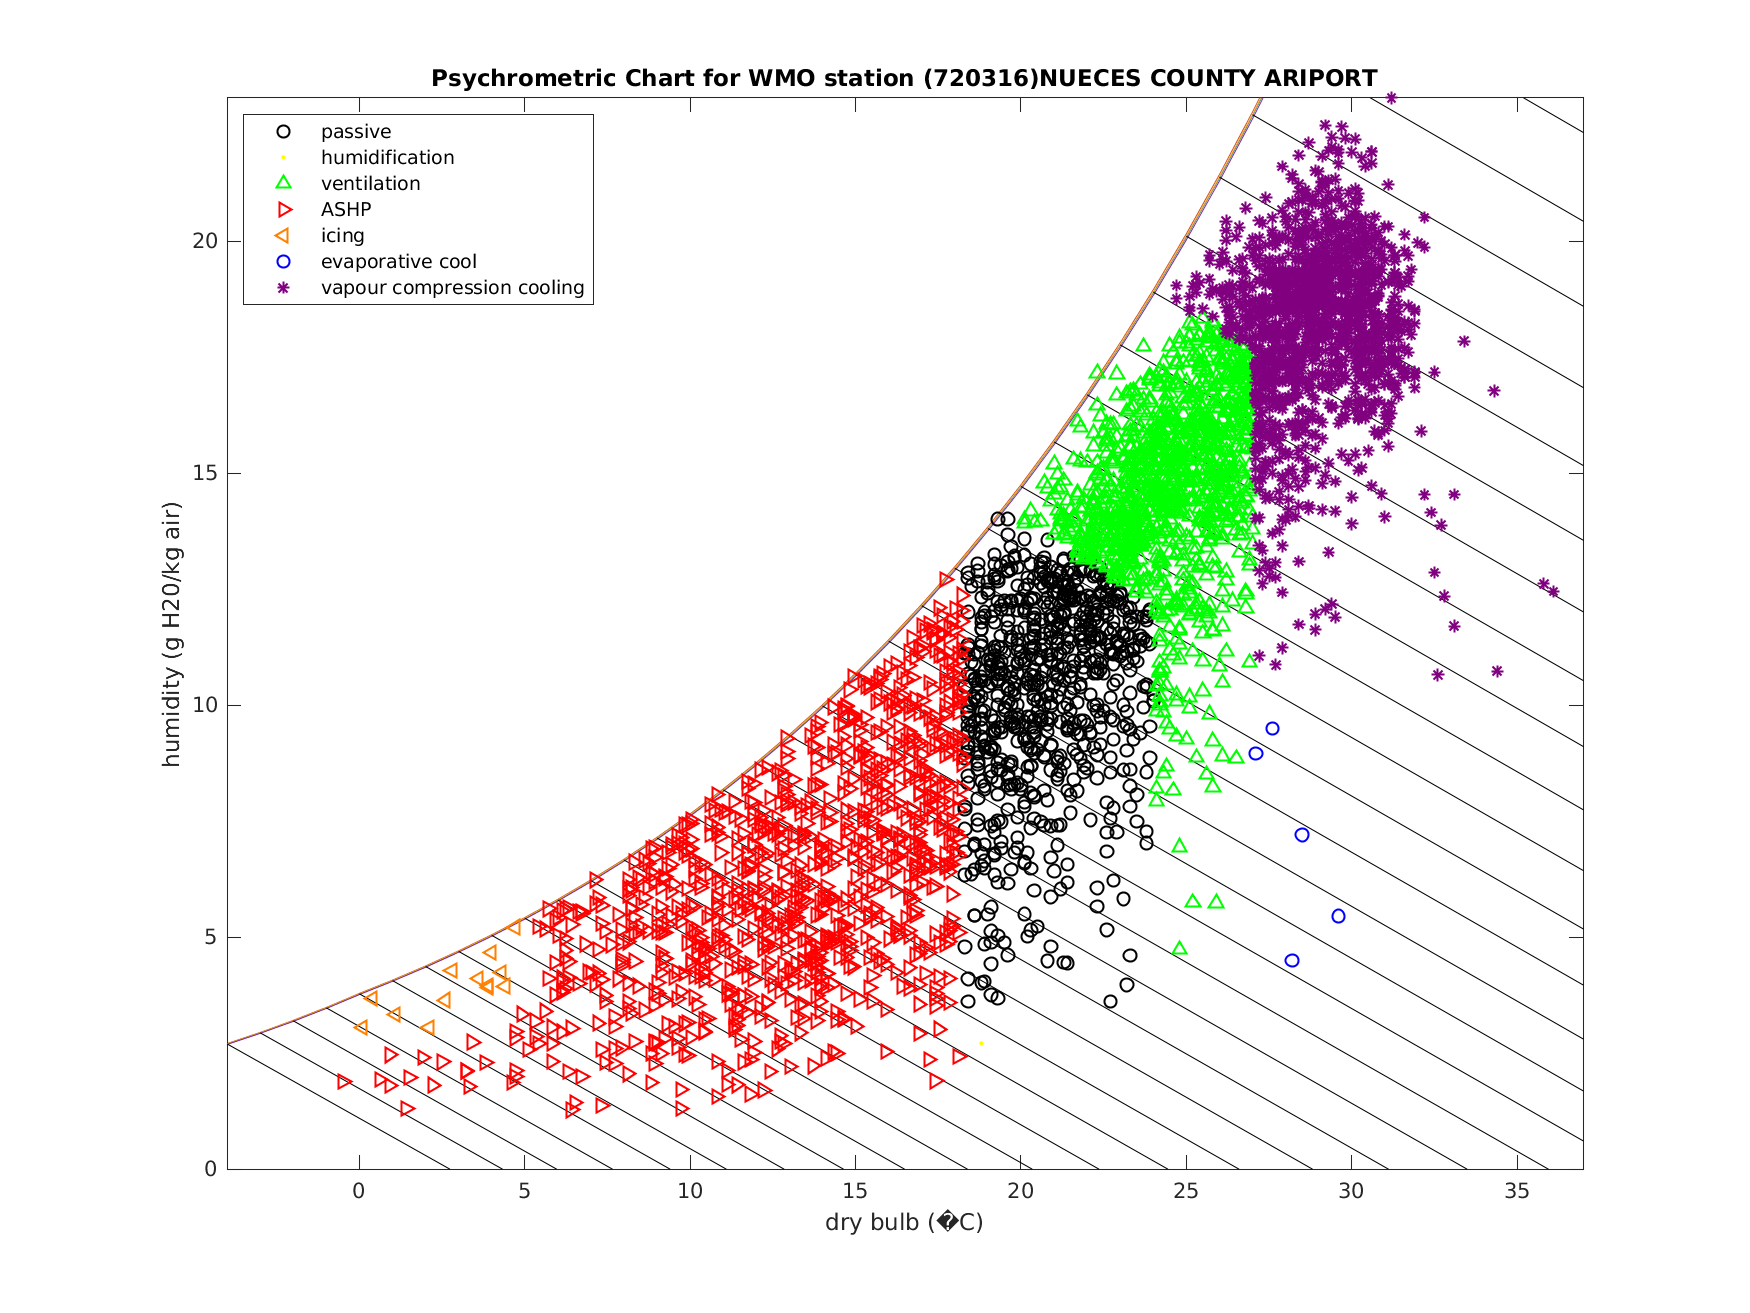 Psychrometric Chart for WMO station (720316)NUECES COUNTY ARIPORT
passive
humidification
ventilation
ASHP
icing
evaporative cool
vapour compression cooling
humidity (g H20/kg air)
20
15
10
5
0
0 5 10 15 20 25 30 35
dry bulb (�C)